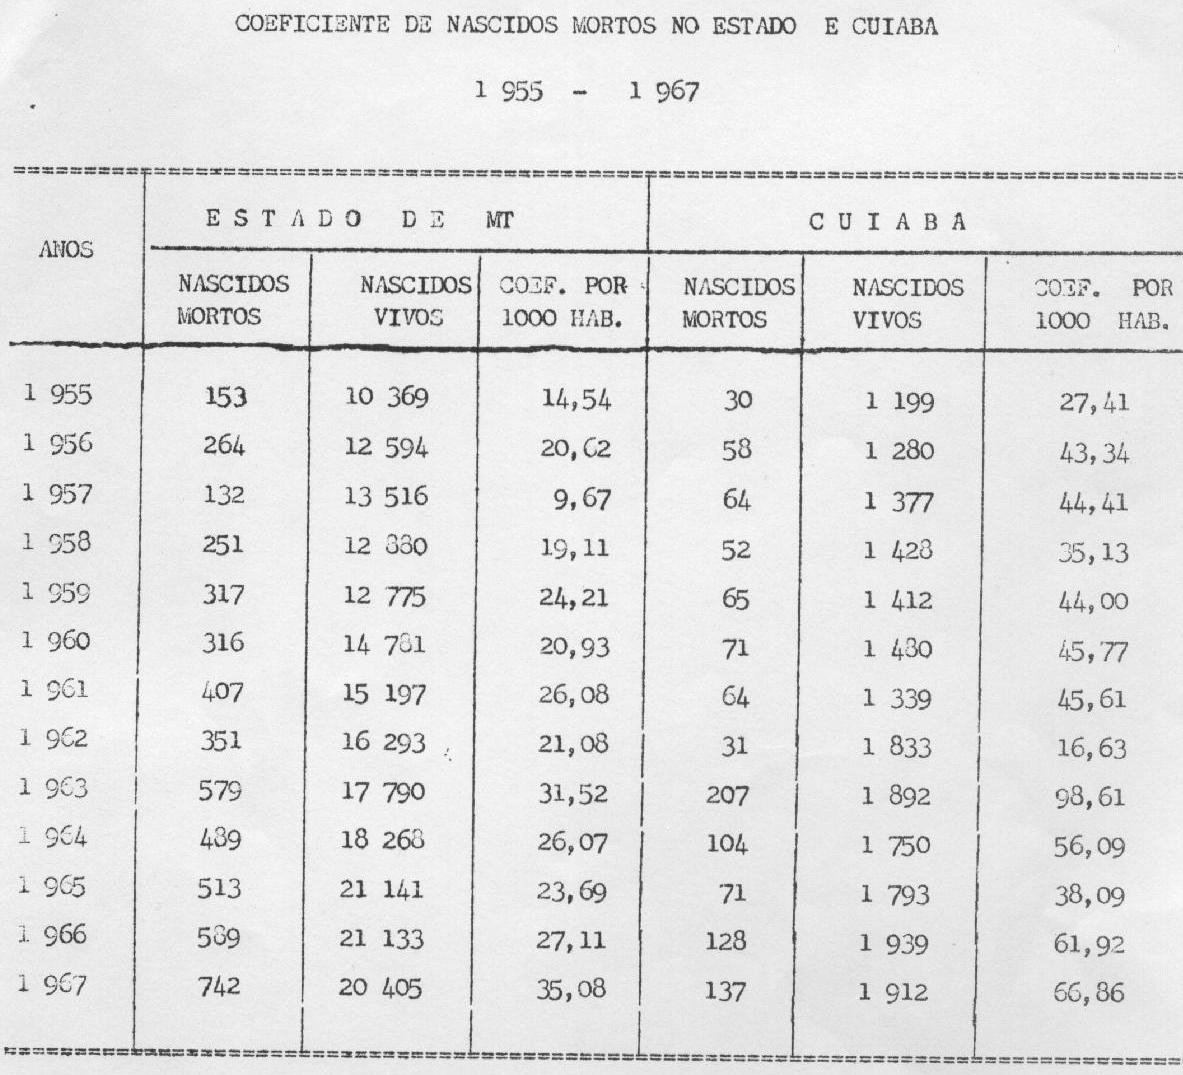 COEFICIENTE DE NASCIDOS MORTOS NO ESTADO E CUIABA
1 955 - 1 967
ANOS
ESTADO DE MT
CUIABA
NASCIDOS MORTOS NASCIDOS VIVOS COEF. POR 1000 HAB. NASCIDOS MORTOS NASCIDOS VIVOS COEF. POR 1000 HAB.
1 955 153 10 369 14,54 30 1 199 27,41
1 956 264 12 594 20,62 58 1 280 43,34
1 957 132 13 516 9,67 64 1 377 44,41
1 958 251 12 880 19,11 52 1 428 35,13
1 959 317 12 775 24,21 65 1 412 44,00
1 960 316 14 781 20,93 71 1 480 45,77
1 961 407 15 197 26,08 64 1 339 45,61
1 962 351 16 293 21,08 31 1 833 16,63
1 963 579 17 790 31,52 207 1 892 98,61
1 964 489 18 268 26,07 104 1 750 56,09
1 965 513 21 141 23,69 71 1 793 38,09
1 966 589 21 133 27,11 128 1 939 61,92
1 967 742 20 405 35,08 137 1 912 66,86